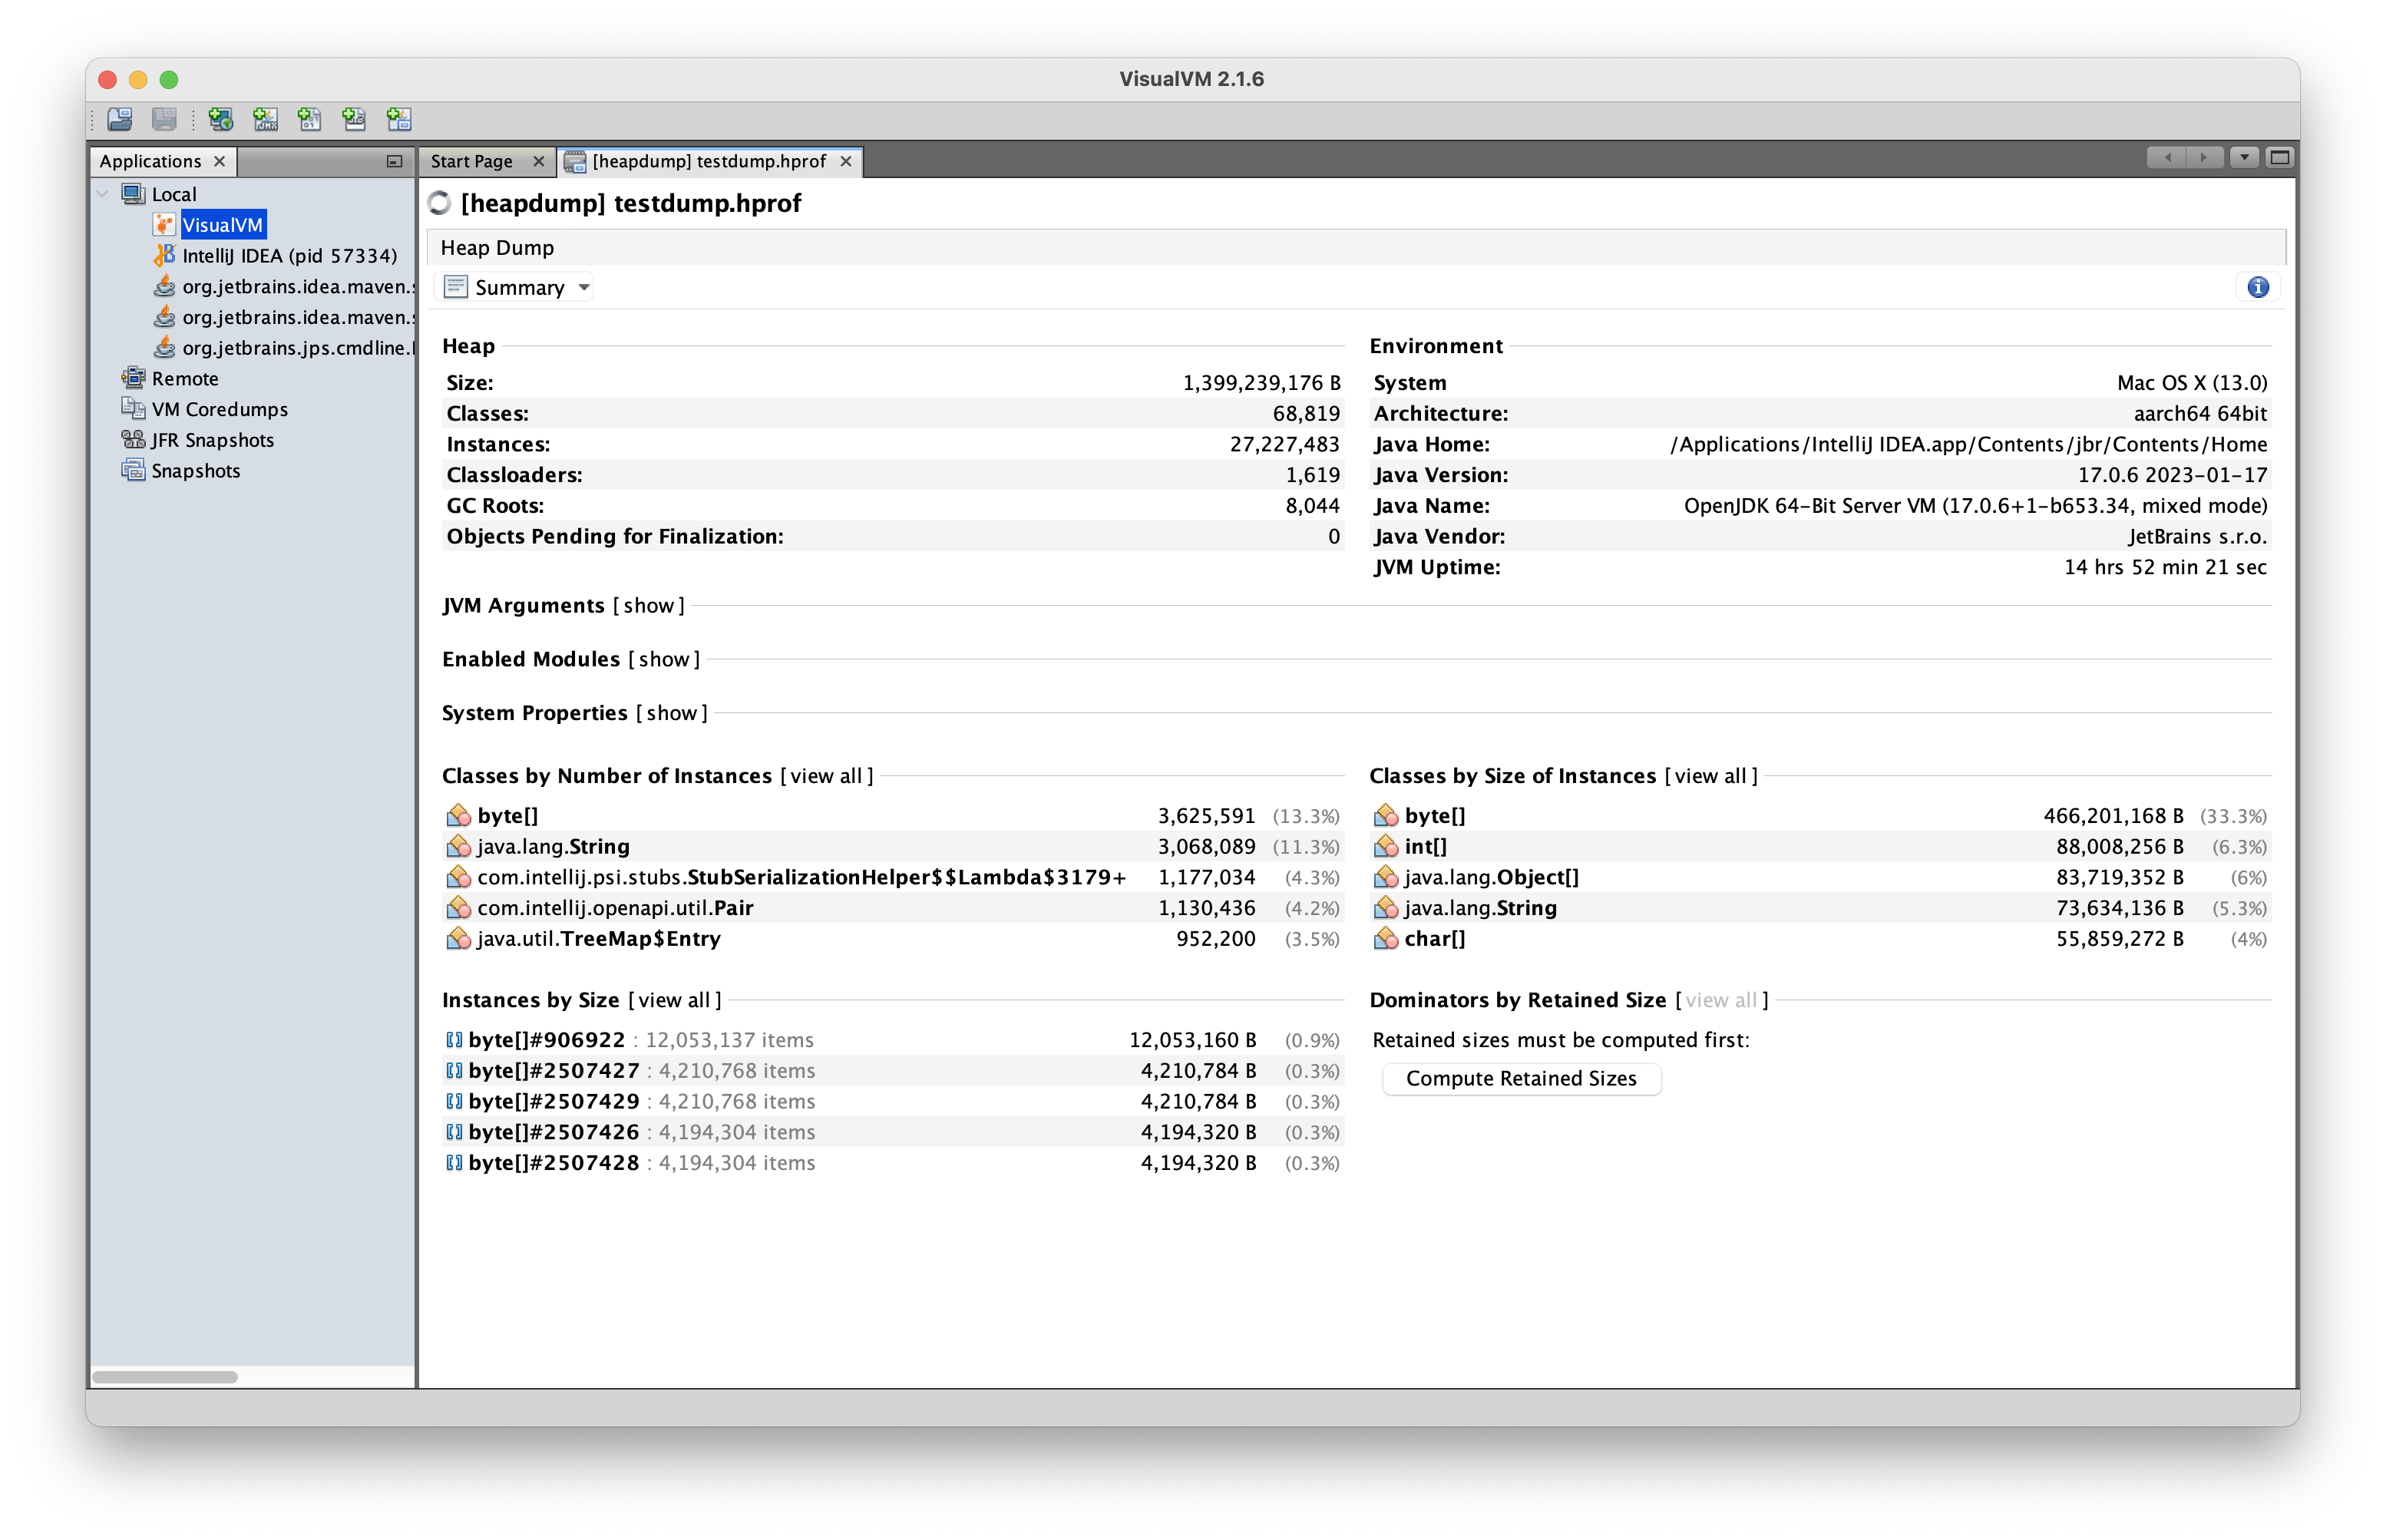 VisualVM 2.1.6
Applications
Local
VisualVM
IntelliJ IDEA (pid 57334)
org.jetbrains.idea.maven.s
org.jetbrains.idea.maven.s
org.jetbrains.jps.cmdline.
Remote
VM Coredumps
JFR Snapshots
Snapshots
Start Page
[heapdump] testdump.hprof
[heapdump] testdump.hprof
Heap Dump
Summary
Heap
Size: 1,399,239,176 B
Classes: 68,819
Instances: 27,227,483
Classloaders: 1,619
GC Roots: 8,044
Objects Pending for Finalization: 0
Environment
System Mac OS X (13.0)
Architecture: aarch64 64bit
Java Home: /Applications/IntelliJ IDEA.app/Contents/jbr/Contents/Home
Java Version: 17.0.6 2023-01-17
Java Name: OpenJDK 64-Bit Server VM (17.0.6+1-b653.34, mixed mode)
Java Vendor: JetBrains s.r.o.
JVM Uptime: 14 hrs 52 min 21 sec
JVM Arguments [show]
Enabled Modules [show]
System Properties [show]
Classes by Number of Instances [view all]
byte[] 3,625,591 (13.3%)
java.lang.String 3,068,089 (11.3%)
com.intellij.psi.stubs.StubSerializationHelper$$Lambda$3179+ 1,177,034 (4.3%)
com.intellij.openapi.util.Pair 1,130,436 (4.2%)
java.util.TreeMap$Entry 952,200 (3.5%)
Classes by Size of Instances [view all]
byte[] 466,201,168 B (33.3%)
int[] 88,008,256 B (6.3%)
java.lang.Object[] 83,719,352 B (6%)
java.lang.String 73,634,136 B (5.3%)
char[] 55,859,272 B (4%)
Instances by Size [view all]
byte[]#906922 : 12,053,137 items 12,053,160 B (0.9%)
byte[]#2507427 : 4,210,768 items 4,210,784 B (0.3%)
byte[]#2507429 : 4,210,768 items 4,210,784 B (0.3%)
byte[]#2507426 : 4,194,304 items 4,194,320 B (0.3%)
byte[]#2507428 : 4,194,304 items 4,194,320 B (0.3%)
Dominators by Retained Size [view all]
Retained sizes must be computed first:
Compute Retained Sizes